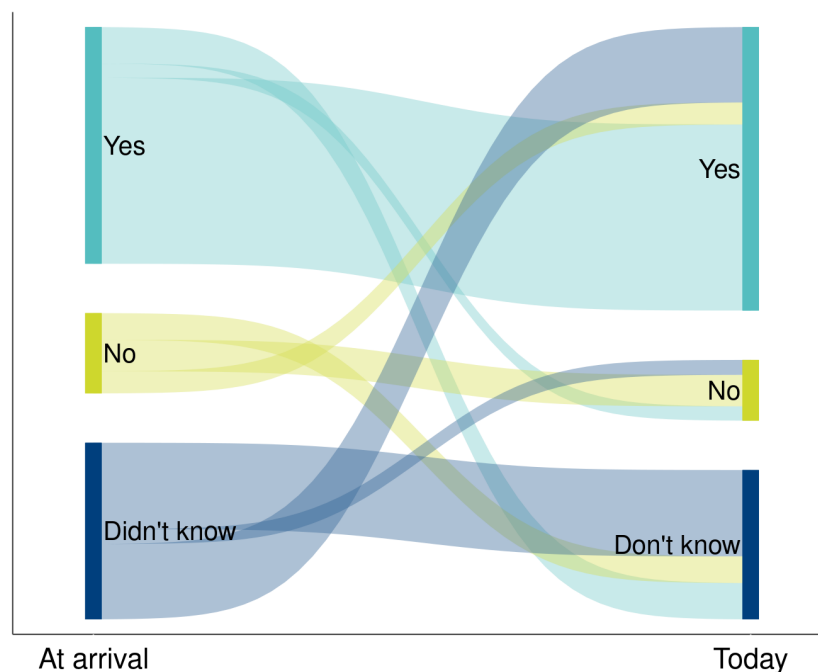 Yes
Yes
No
No
Didn't know
Don't know
At arrival
Today